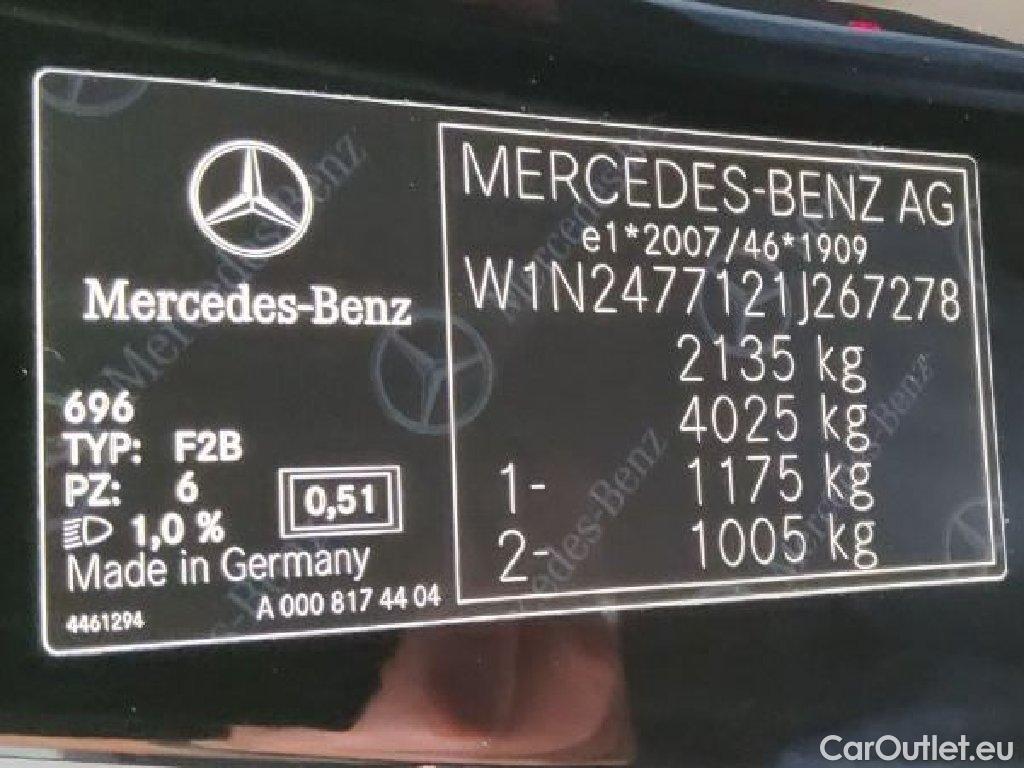 Mercedes-Benz
696
TYP: F2B
PZ: 6
1,0 %
0,51
Made in Germany
4461294
A 000 817 44 04
MERCEDES-BENZ AG
e1*2007/46*1909
W1N2477121J267278
2135 kg
4025 kg
1- 1175 kg
2- 1005 kg
CarOutlet.eu